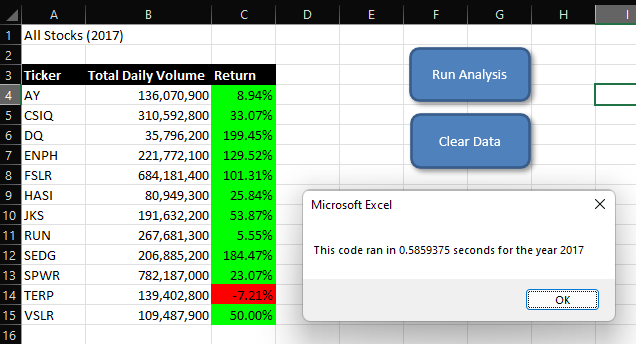 A B C D E F G H I
1 All Stocks (2017)
2
3 Ticker Total Daily Volume Return
4 AY 136,070,900 8.94%
5 CSIQ 310,592,800 33.07%
6 DQ 35,796,200 199.45%
7 ENPH 221,772,100 129.52%
8 FSLR 684,181,400 101.31%
9 HASI 80,949,300 25.84%
10 JKS 191,632,200 53.87%
11 RUN 267,681,300 5.55%
12 SEDG 206,885,200 184.47%
13 SPWR 782,187,000 23.07%
14 TERP 139,402,800 -7.21%
15 VSLR 109,487,900 50.00%
16
Run Analysis
Clear Data
Microsoft Excel
This code ran in 0.5859375 seconds for the year 2017
OK